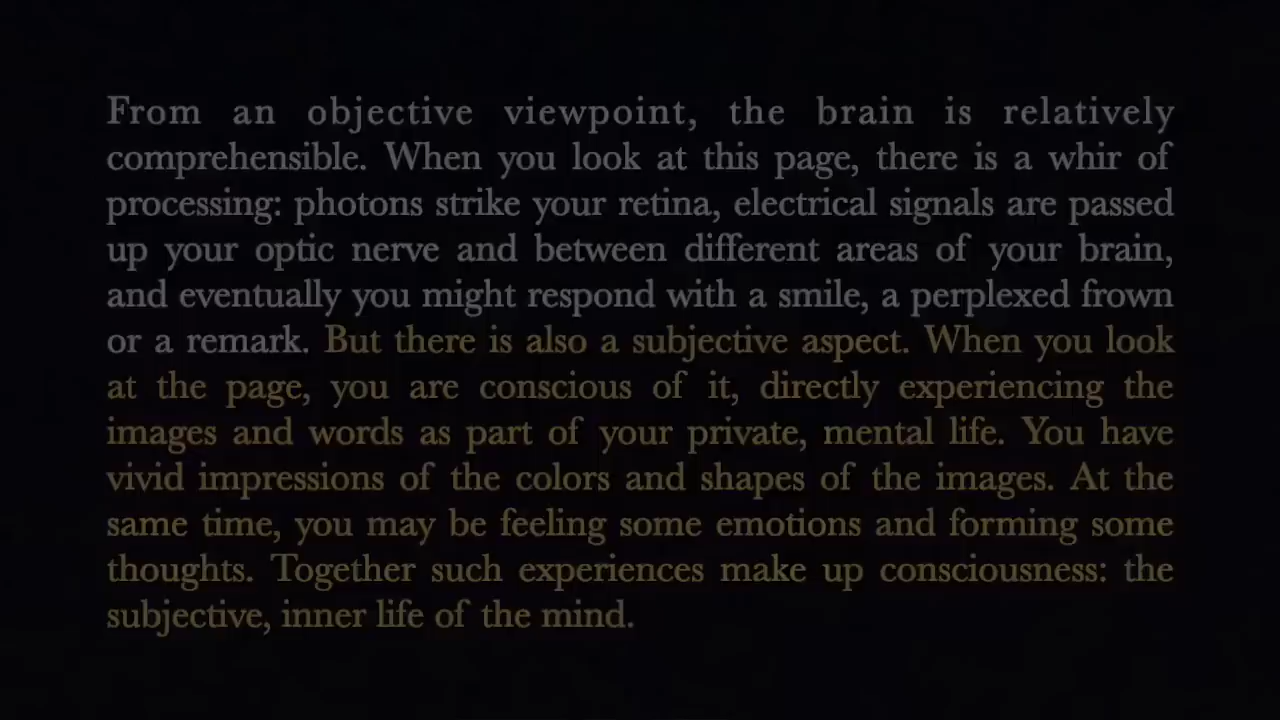 From an objective viewpoint, the brain is relatively
comprehensible. When you look at this page, there is a whir of
processing: photons strike your retina, electrical signals are passed
up your optic nerve and between different areas of your brain,
and eventually you might respond with a smile, a perplexed frown
or a remark. But there is also a subjective aspect. When you look
at the page, you are conscious of it, directly experiencing the
images and words as part of your private, mental life. You have
vivid impressions of the colors and shapes of the images. At the
same time, you may be feeling some emotions and forming some
thoughts. Together such experiences make up consciousness: the
subjective, inner life of the mind.